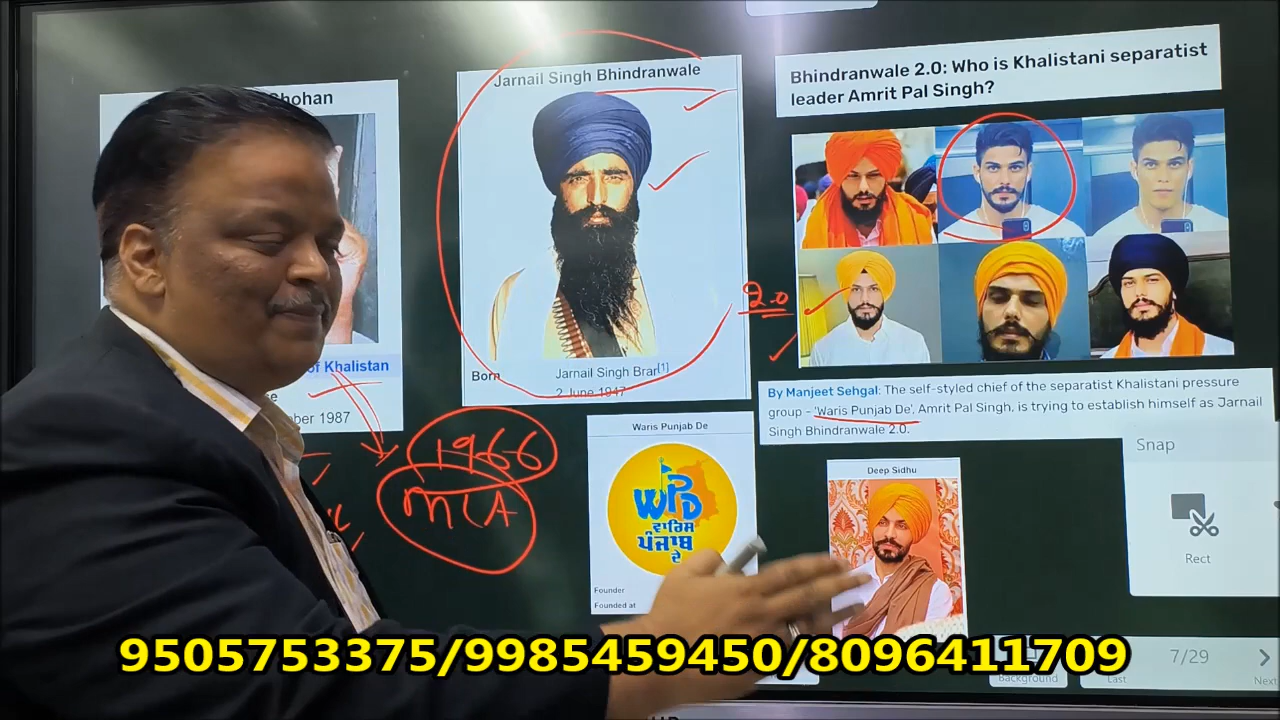 Chohan
of Khalistan
ber 1987
Jarnail Singh Bhindranwale
Born
Jarnail Singh Brar[1]
2 June 1947
Bhindranwale 2.0: Who is Khalistani separatist
leader Amrit Pal Singh?
2.0
By Manjeet Sehgal: The self-styled chief of the separatist Khalistani pressure
group - 'Waris Punjab De', Amrit Pal Singh, is trying to establish himself as Jarnail
Singh Bhindranwale 2.0.
1966
MLA
Waris Punjab De
WPD
ਵਾਰਿਸ
ਪੰਜਾਬ
ਦੇ
Founder
Founded at
Deep Sidhu
Snap
Rect
9505753375/9985459450/8096411709
Background
Last
7/29
Next